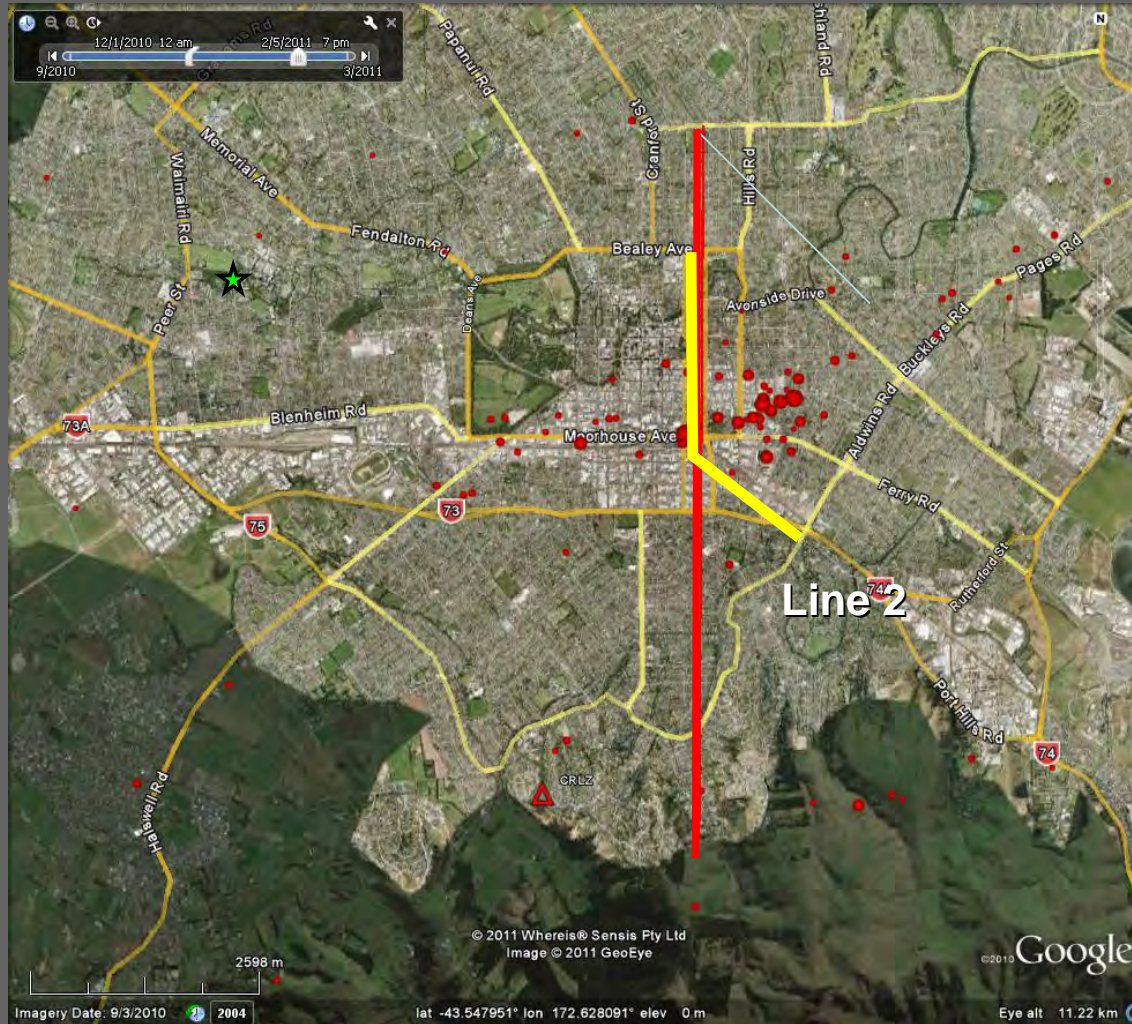 12/1/2010 12 am
2/5/2011 7 pm
9/2010
3/2011
N
Papanui Rd
Cranford St
Memorial Ave
Waimairi Rd
Hills Rd
Fendalton Rd
Bealey Ave
Pages Rd
Peer St
Deans Ave
Avonside Drive
Buckleys Rd
73A
Blenheim Rd
Moorhouse Ave
Aldwins Rd
Ferry Rd
73
75
Rutherford St
74
Line 2
Port Hills Rd
74
CRLZ
Halswell Rd
© 2011 Whereis® Sensis Pty Ltd
Image © 2011 GeoEye
©2010 Google
2598 m
Imagery Date: 9/3/2010
2004
lat -43.547951° lon 172.628091° elev 0 m
Eye alt 11.22 km